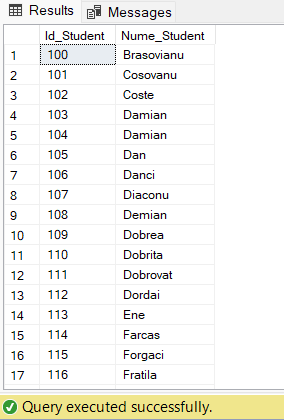 Results Messages
Id_Student Nume_Student
1 100 Brasovianu
2 101 Cosovanu
3 102 Coste
4 103 Damian
5 104 Damian
6 105 Dan
7 106 Danci
8 107 Diaconu
9 108 Demian
10 109 Dobrea
11 110 Dobrita
12 111 Dobrovat
13 112 Dordai
14 113 Ene
15 114 Farcas
16 115 Forgaci
17 116 Fratila
Query executed successfully.